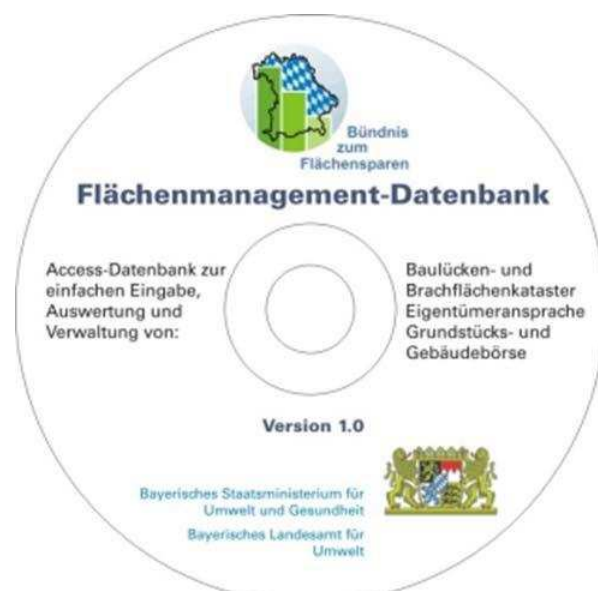 Bündnis
zum
Flächensparen
Flächenmanagement-Datenbank
Access-Datenbank zur
einfachen Eingabe,
Auswertung und
Verwaltung von:
Baulücken- und
Brachflächenkataster
Eigentümeransprache
Grundstücks- und
Gebäudebörse
Version 1.0
Bayerisches Staatsministerium für
Umwelt und Gesundheit
Bayerisches Landesamt für
Umwelt